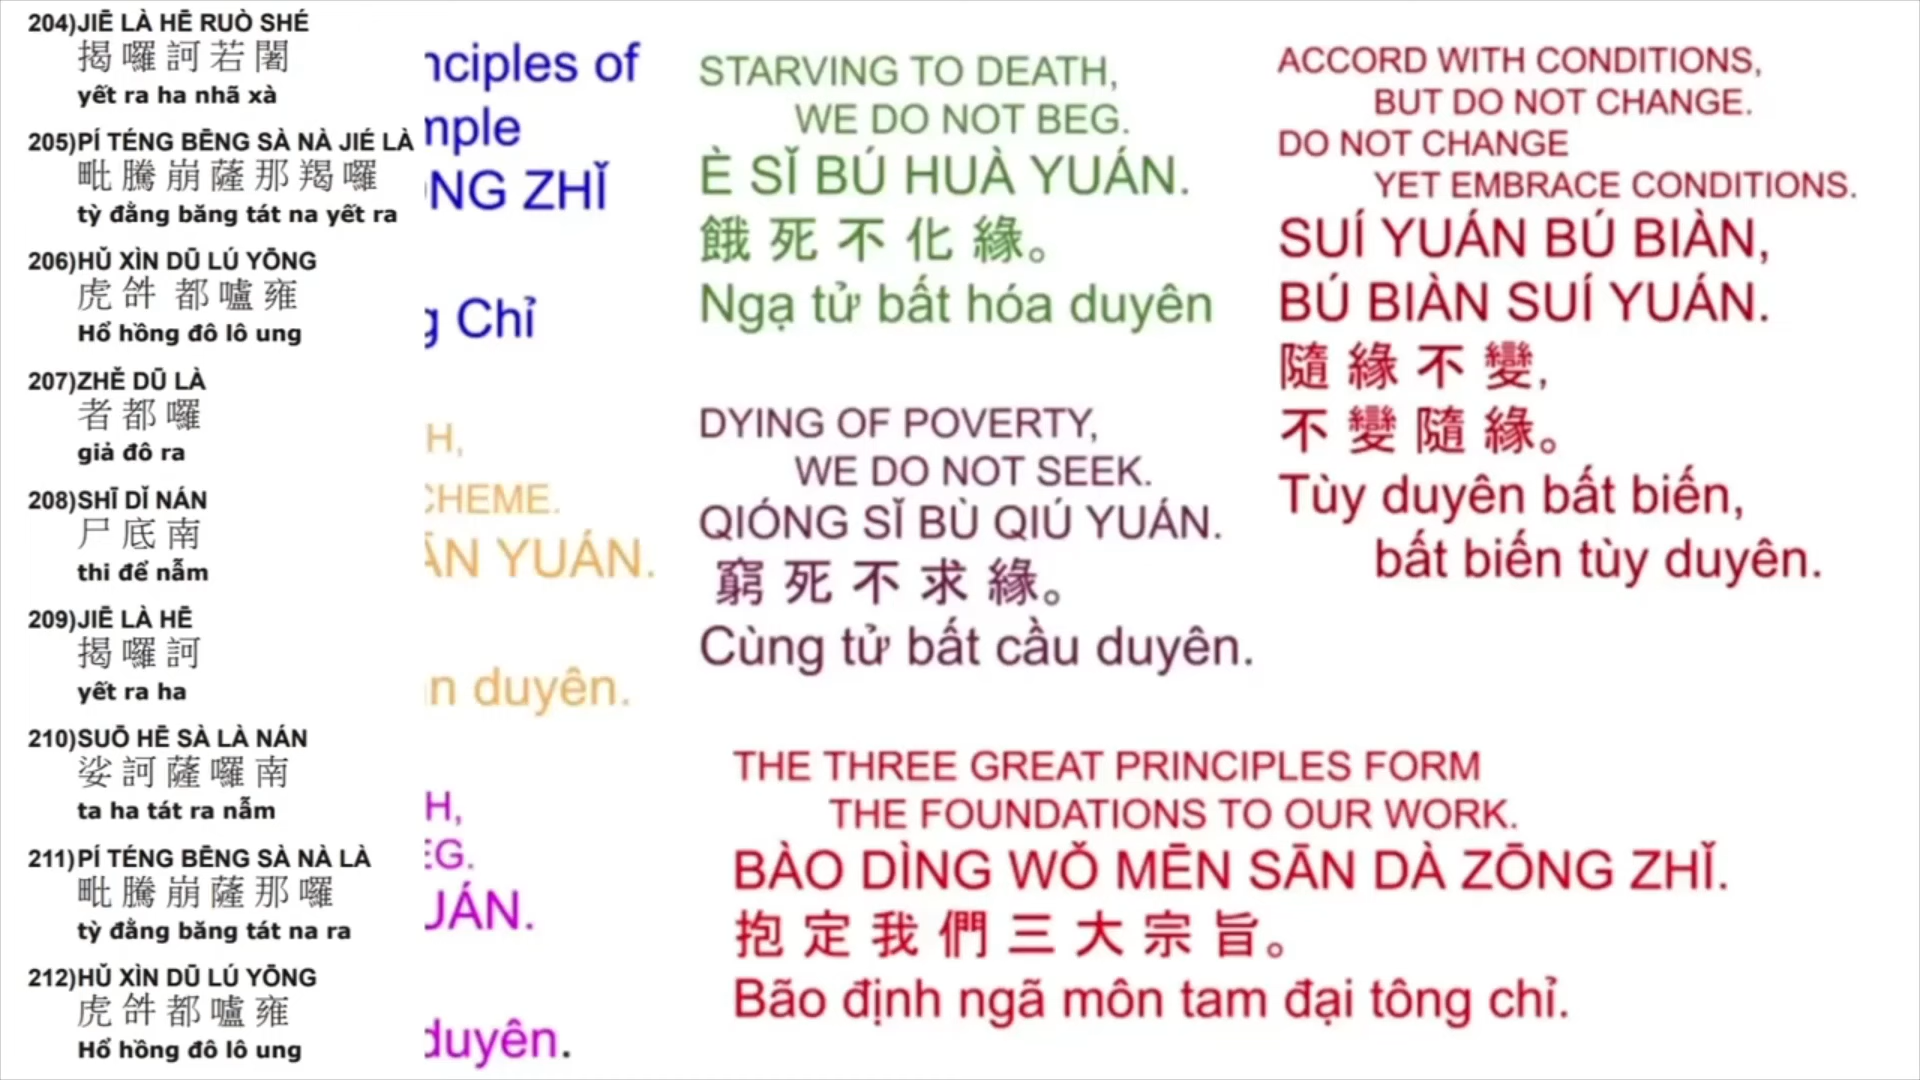 204)JIĒ LÀ HĒ RUÒ SHÉ
揭 囉 訶 若 闍
yết ra ha nhã xà
205)PÍ TÉNG BĒNG SÀ NÀ JIÉ LÀ
毗 騰 崩 薩 那 羯 囉
tỳ đằng băng tát na yết ra
206)HǓ XÌN DŪ LÚ YŌNG
虎 𤙖 都 嚧 雍
Hổ hồng đô lô ung
207)ZHĚ DŪ LÀ
者 都 囉
giả đô ra
208)SHĪ DǏ NÁN
尸 底 南
thi để nẫm
209)JIĒ LÀ HĒ
揭 囉 訶
yết ra ha
210)SUŌ HĒ SÀ LÀ NÁN
娑 訶 薩 囉 南
ta ha tát ra nẫm
211)PÍ TÉNG BĒNG SÀ NÀ LÀ
毗 騰 崩 薩 那 囉
tỳ đằng băng tát na ra
212)HǓ XÌN DŪ LÚ YŌNG
虎 𤙖 都 嚧 雍
Hổ hồng đô lô ung
nciples of
mple
NG ZHǏ
g Chỉ
H,
CHEME.
ĀN YUÁN.
n duyên.
H,
EG.
UÁN.
duyên.
STARVING TO DEATH,
WE DO NOT BEG.
È SǏ BÚ HUÀ YUÁN.
餓 死 不 化 緣。
Ngạ tử bất hóa duyên
DYING OF POVERTY,
WE DO NOT SEEK.
QIÓNG SǏ BÙ QIÚ YUÁN.
窮 死 不 求 緣。
Cùng tử bất cầu duyên.
ACCORD WITH CONDITIONS,
BUT DO NOT CHANGE.
DO NOT CHANGE
YET EMBRACE CONDITIONS.
SUÍ YUÁN BÚ BIÀN,
BÚ BIÀN SUÍ YUÁN.
隨 緣 不 變,
不 變 隨 緣。
Tùy duyên bất biến,
bất biến tùy duyên.
THE THREE GREAT PRINCIPLES FORM
THE FOUNDATIONS TO OUR WORK.
BÀO DÌNG WǑ MĒN SĀN DÀ ZŌNG ZHǏ.
抱 定 我 們 三 大 宗 旨。
Bão định ngã môn tam đại tông chỉ.